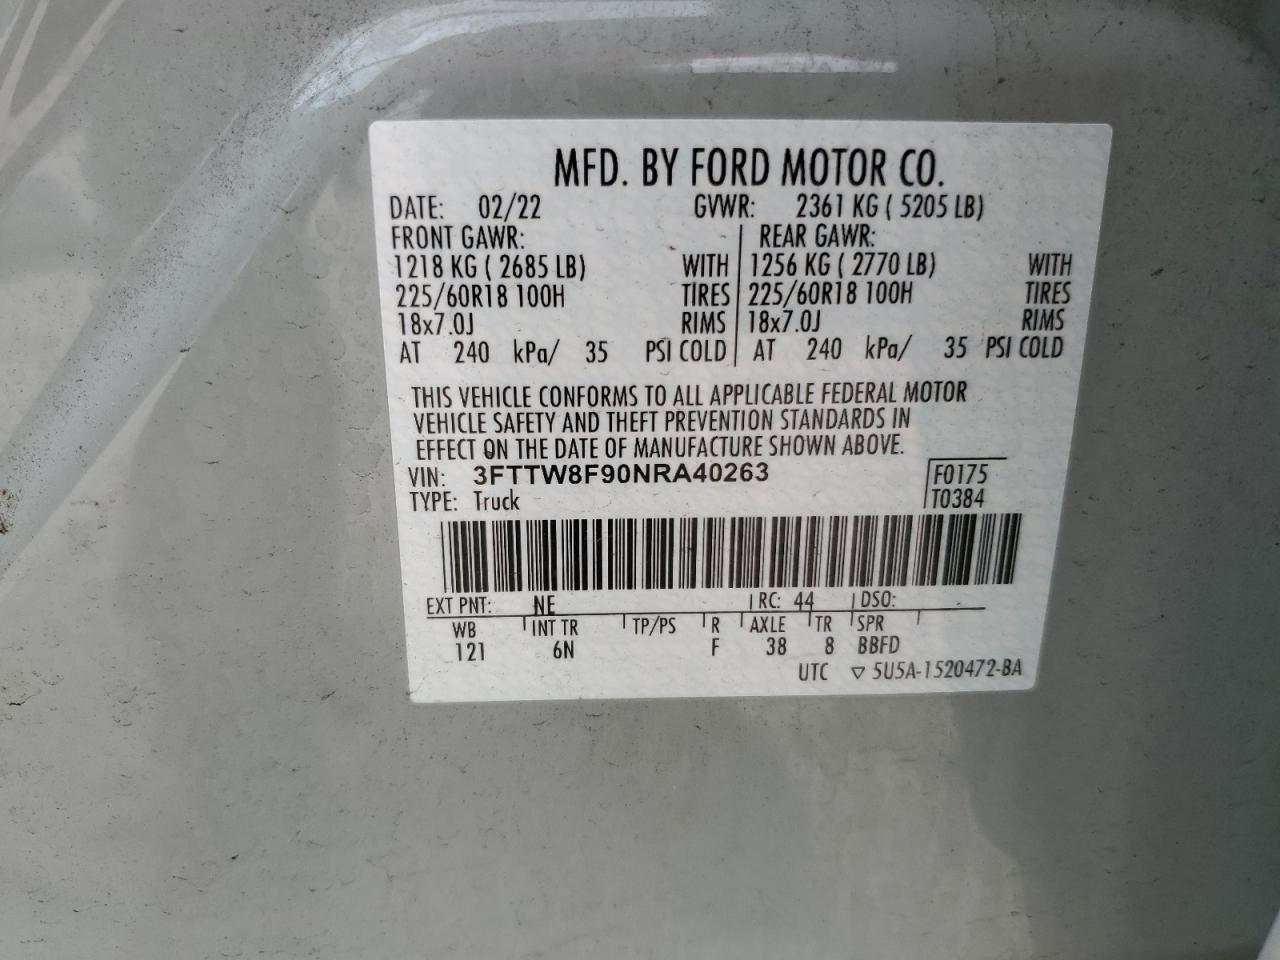 MFD. BY FORD MOTOR CO.
DATE: 02/22 GVWR: 2361 KG ( 5205 LB)
FRONT GAWR: REAR GAWR:
1218 KG ( 2685 LB) WITH 1256 KG ( 2770 LB) WITH
225/60R18 100H TIRES 225/60R18 100H TIRES
18x7.0J RIMS 18x7.0J RIMS
AT 240 kPa/ 35 PSI COLD AT 240 kPa/ 35 PSI COLD
THIS VEHICLE CONFORMS TO ALL APPLICABLE FEDERAL MOTOR
VEHICLE SAFETY AND THEFT PREVENTION STANDARDS IN
EFFECT ON THE DATE OF MANUFACTURE SHOWN ABOVE.
VIN: 3FTTW8F90NRA40263 F0175
TYPE: Truck T0384
EXT PNT: NE RC: 44 DSO:
WB INT TR TP/PS R AXLE TR SPR
121 6N F 38 8 BBFD
UTC ▽ 5U5A-1520472-BA